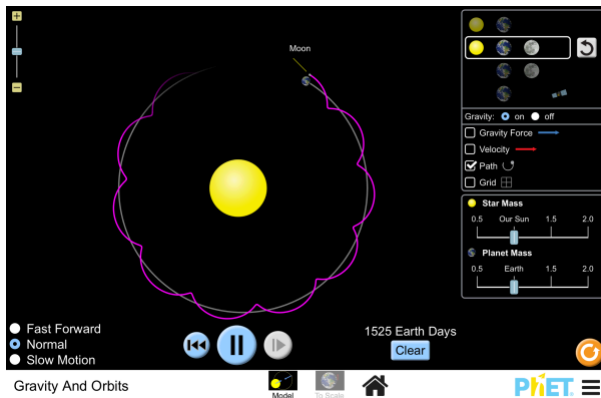 Moon
Gravity: on off
Gravity Force
Velocity
Path
Grid
Star Mass
0.5 Our Sun 1.5 2.0
Planet Mass
0.5 Earth 1.5 2.0
Fast Forward
Normal
Slow Motion
1525 Earth Days
Clear
Gravity And Orbits
Model
To Scale
PhET